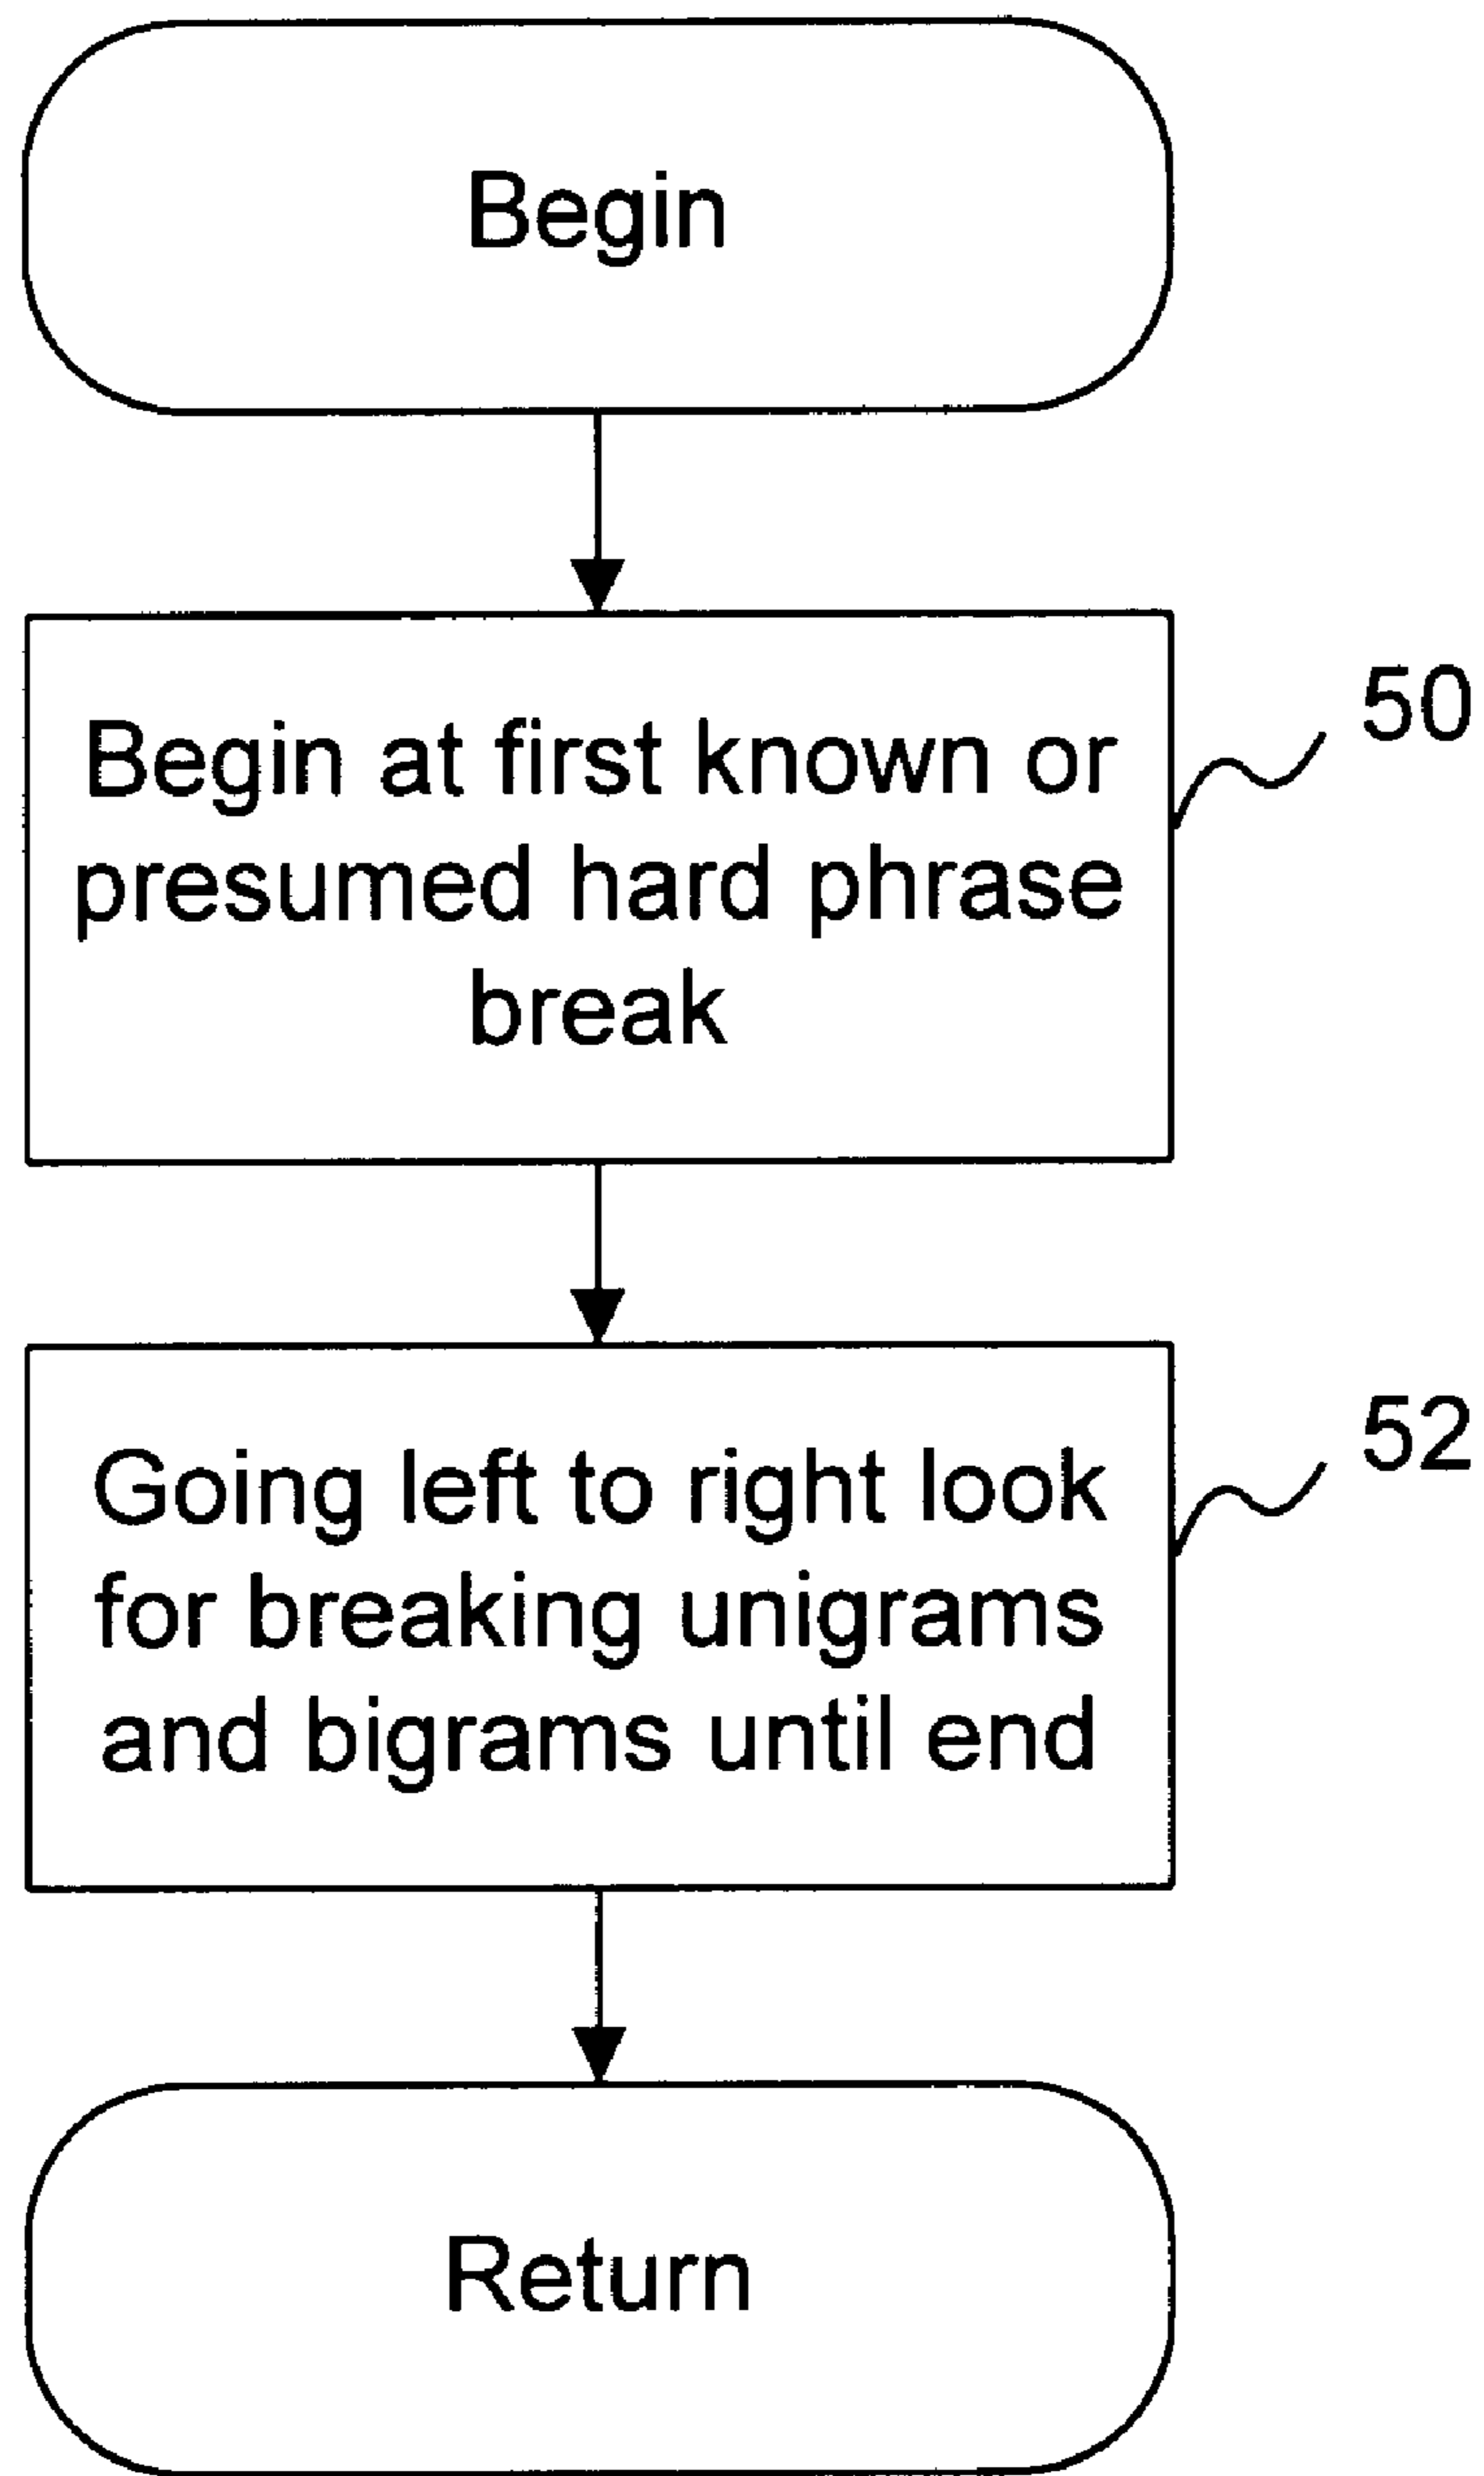 Begin
Begin at first known or
presumed hard phrase
break
50
Going left to right look
for breaking unigrams
and bigrams until end
52
Return